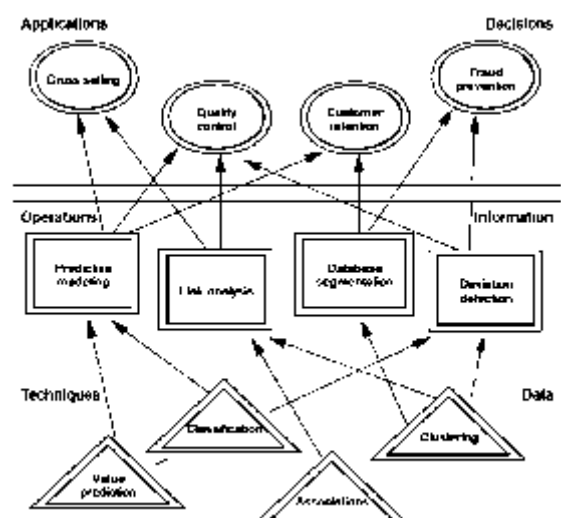 Applications
Decisions
Cross selling
Quality
control
Customer
retention
Fraud
prevention
Operations
Information
Predictive
modeling
Link analysis
Database
segmentation
Deviation
detection
Techniques
Data
Classification
Clustering
Value
prediction
Associations